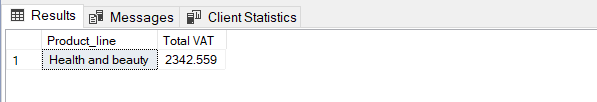 Results Messages Client Statistics
Product_line Total VAT
1 Health and beauty 2342.559